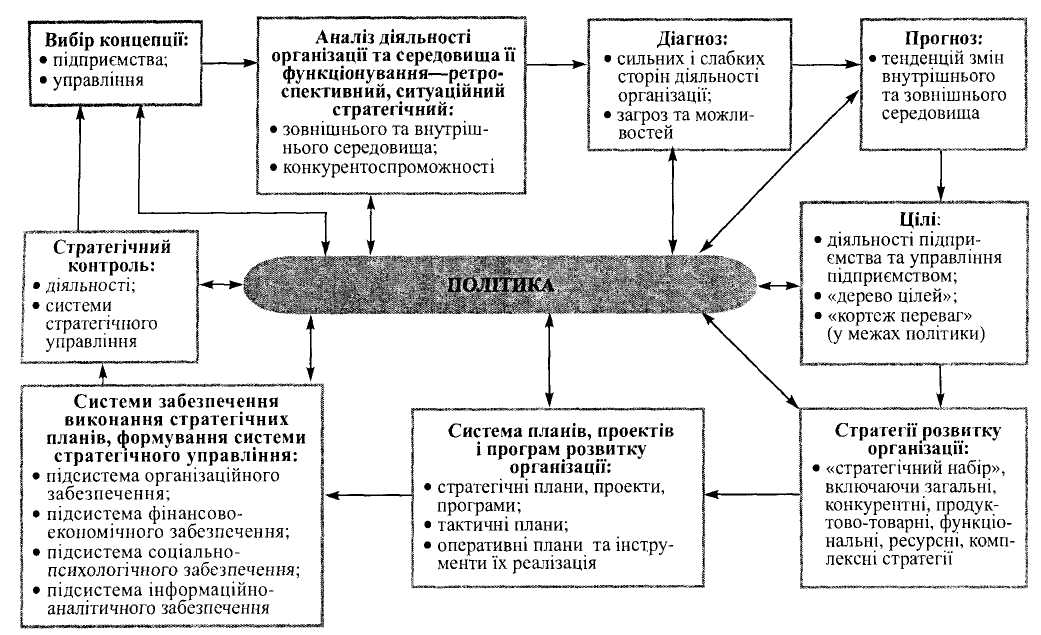 Вибір концепції:
• підприємства;
• управління
Аналіз діяльності
організації та середовища її
функціонування—ретро-
спективний, ситуаційний
стратегічний:
• зовнішнього та внутріш-
нього середовища;
• конкурентоспроможності
Діагноз:
• сильних і слабких
сторін діяльності
організації;
• загроз та можли-
востей
Прогноз:
• тенденцій змін
внутрішнього
та зовнішнього
середовища
Стратегічний
контроль:
• діяльності;
• системи
стратегічного
управління
ПОЛІТИКА
Цілі:
• діяльності підпри-
ємства та управління
підприємством;
• «дерево цілей»;
• «кортеж переваг»
(у межах політики)
Системи забезпечення
виконання стратегічних
планів, формування системи
стратегічного управління:
• підсистема організаційного
забезпечення;
• підсистема фінансово-
економічного забезпечення;
• підсистема соціально-
психологічного забезпечення;
• підсистема інформаційно-
аналітичного забезпечення
Система планів, проектів
і програм розвитку
організації:
• стратегічні плани, проекти,
програми;
• тактичні плани;
• оперативні плани та інстру-
менти їх реалізація
Стратегії розвитку
організації:
• «стратегічний набір»,
включаючи загальні,
конкурентні, продук-
тово-товарні, функціо-
нальні, ресурсні, комп-
лексні стратегії